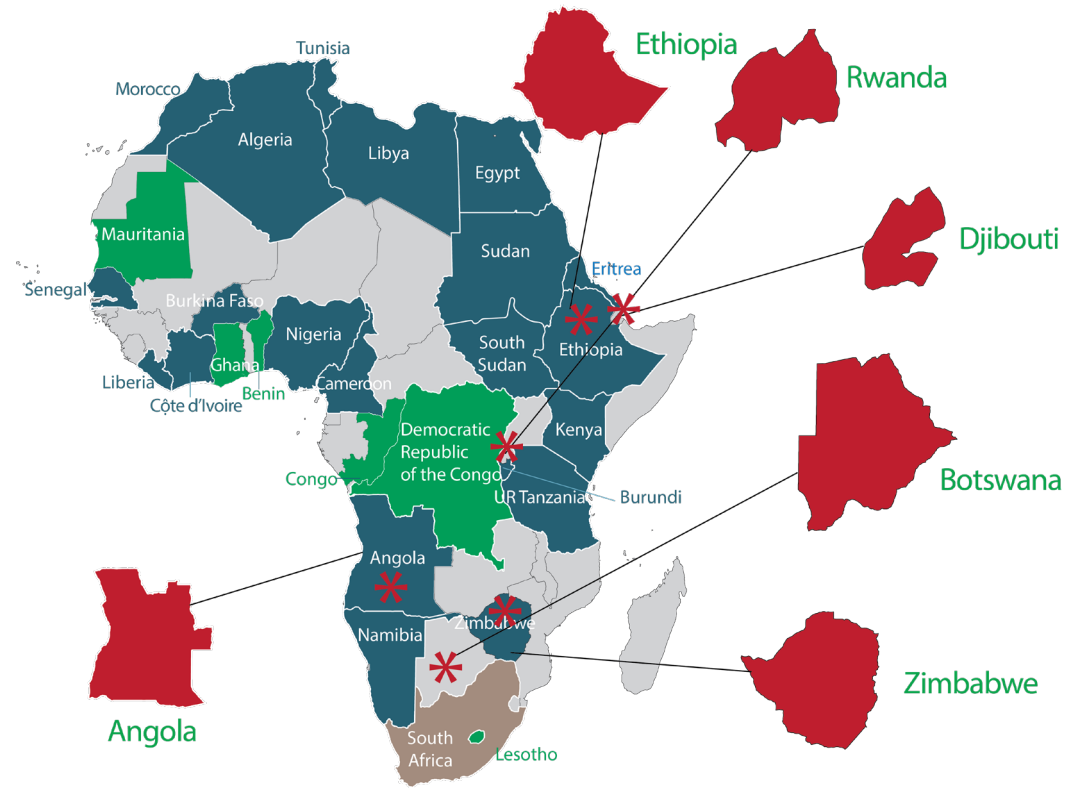 Tunisia
Ethiopia
Rwanda
Morocco
Algeria
Libya
Egypt
Mauritania
Djibouti
Sudan
Eritrea
Senegal
Burkina Faso
Nigeria
South
Sudan
Ethiopia
Ghana
Liberia
Benin
Cameroon
Côte d'Ivoire
Democratic
Republic
of the Congo
Kenya
Congo
UR Tanzania
Burundi
Botswana
Angola
Zimbabwe
Namibia
Zimbabwe
Angola
South
Africa
Lesotho